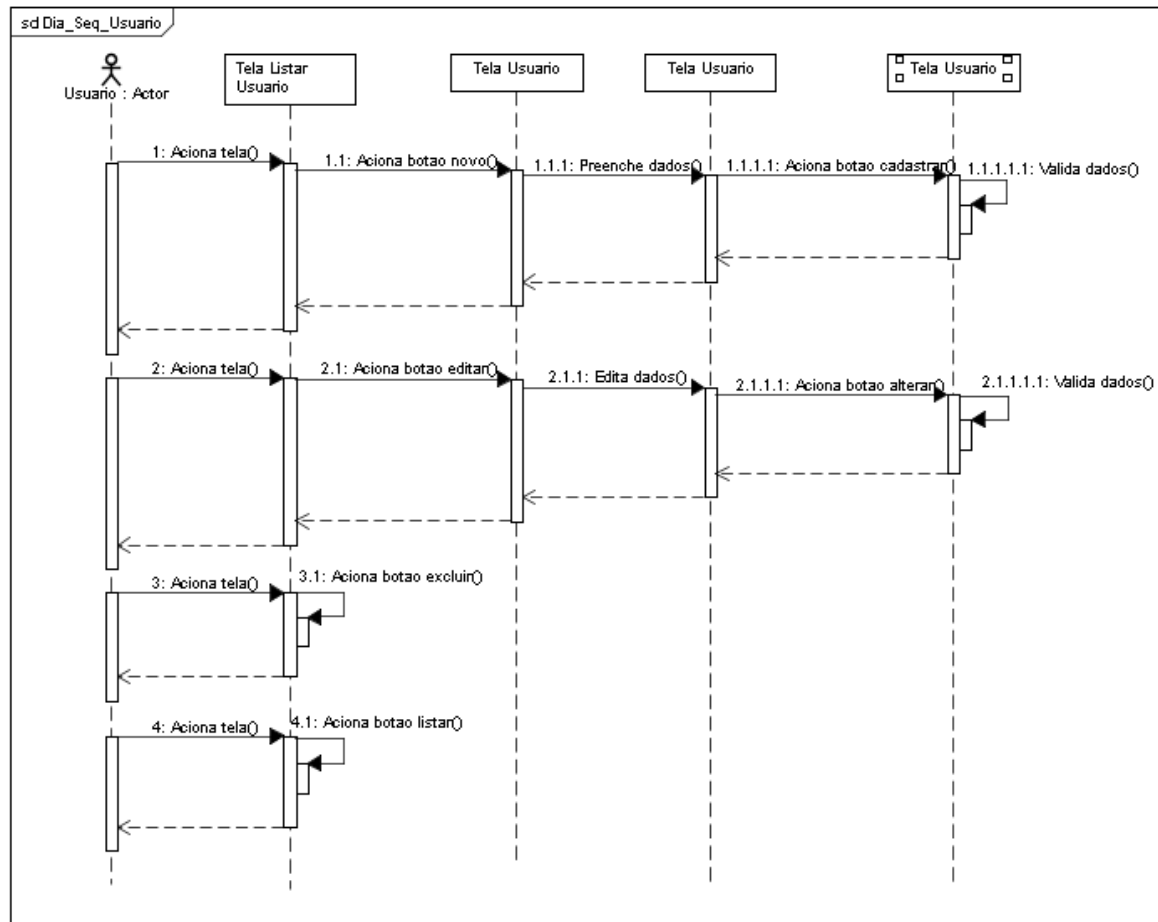 sd Dia_Seq_Usuario
Usuario : Actor
Tela Listar
Usuario
Tela Usuario
Tela Usuario
Tela Usuario
1: Aciona tela()
1.1: Aciona botao novo()
1.1.1: Preenche dados()
1.1.1.1: Aciona botao cadastrar()
1.1.1.1.1: Valida dados()
2: Aciona tela()
2.1: Aciona botao editar()
2.1.1: Edita dados()
2.1.1.1: Aciona botao alterar()
2.1.1.1.1: Valida dados()
3: Aciona tela()
3.1: Aciona botao excluir()
4: Aciona tela()
4.1: Aciona botao listar()